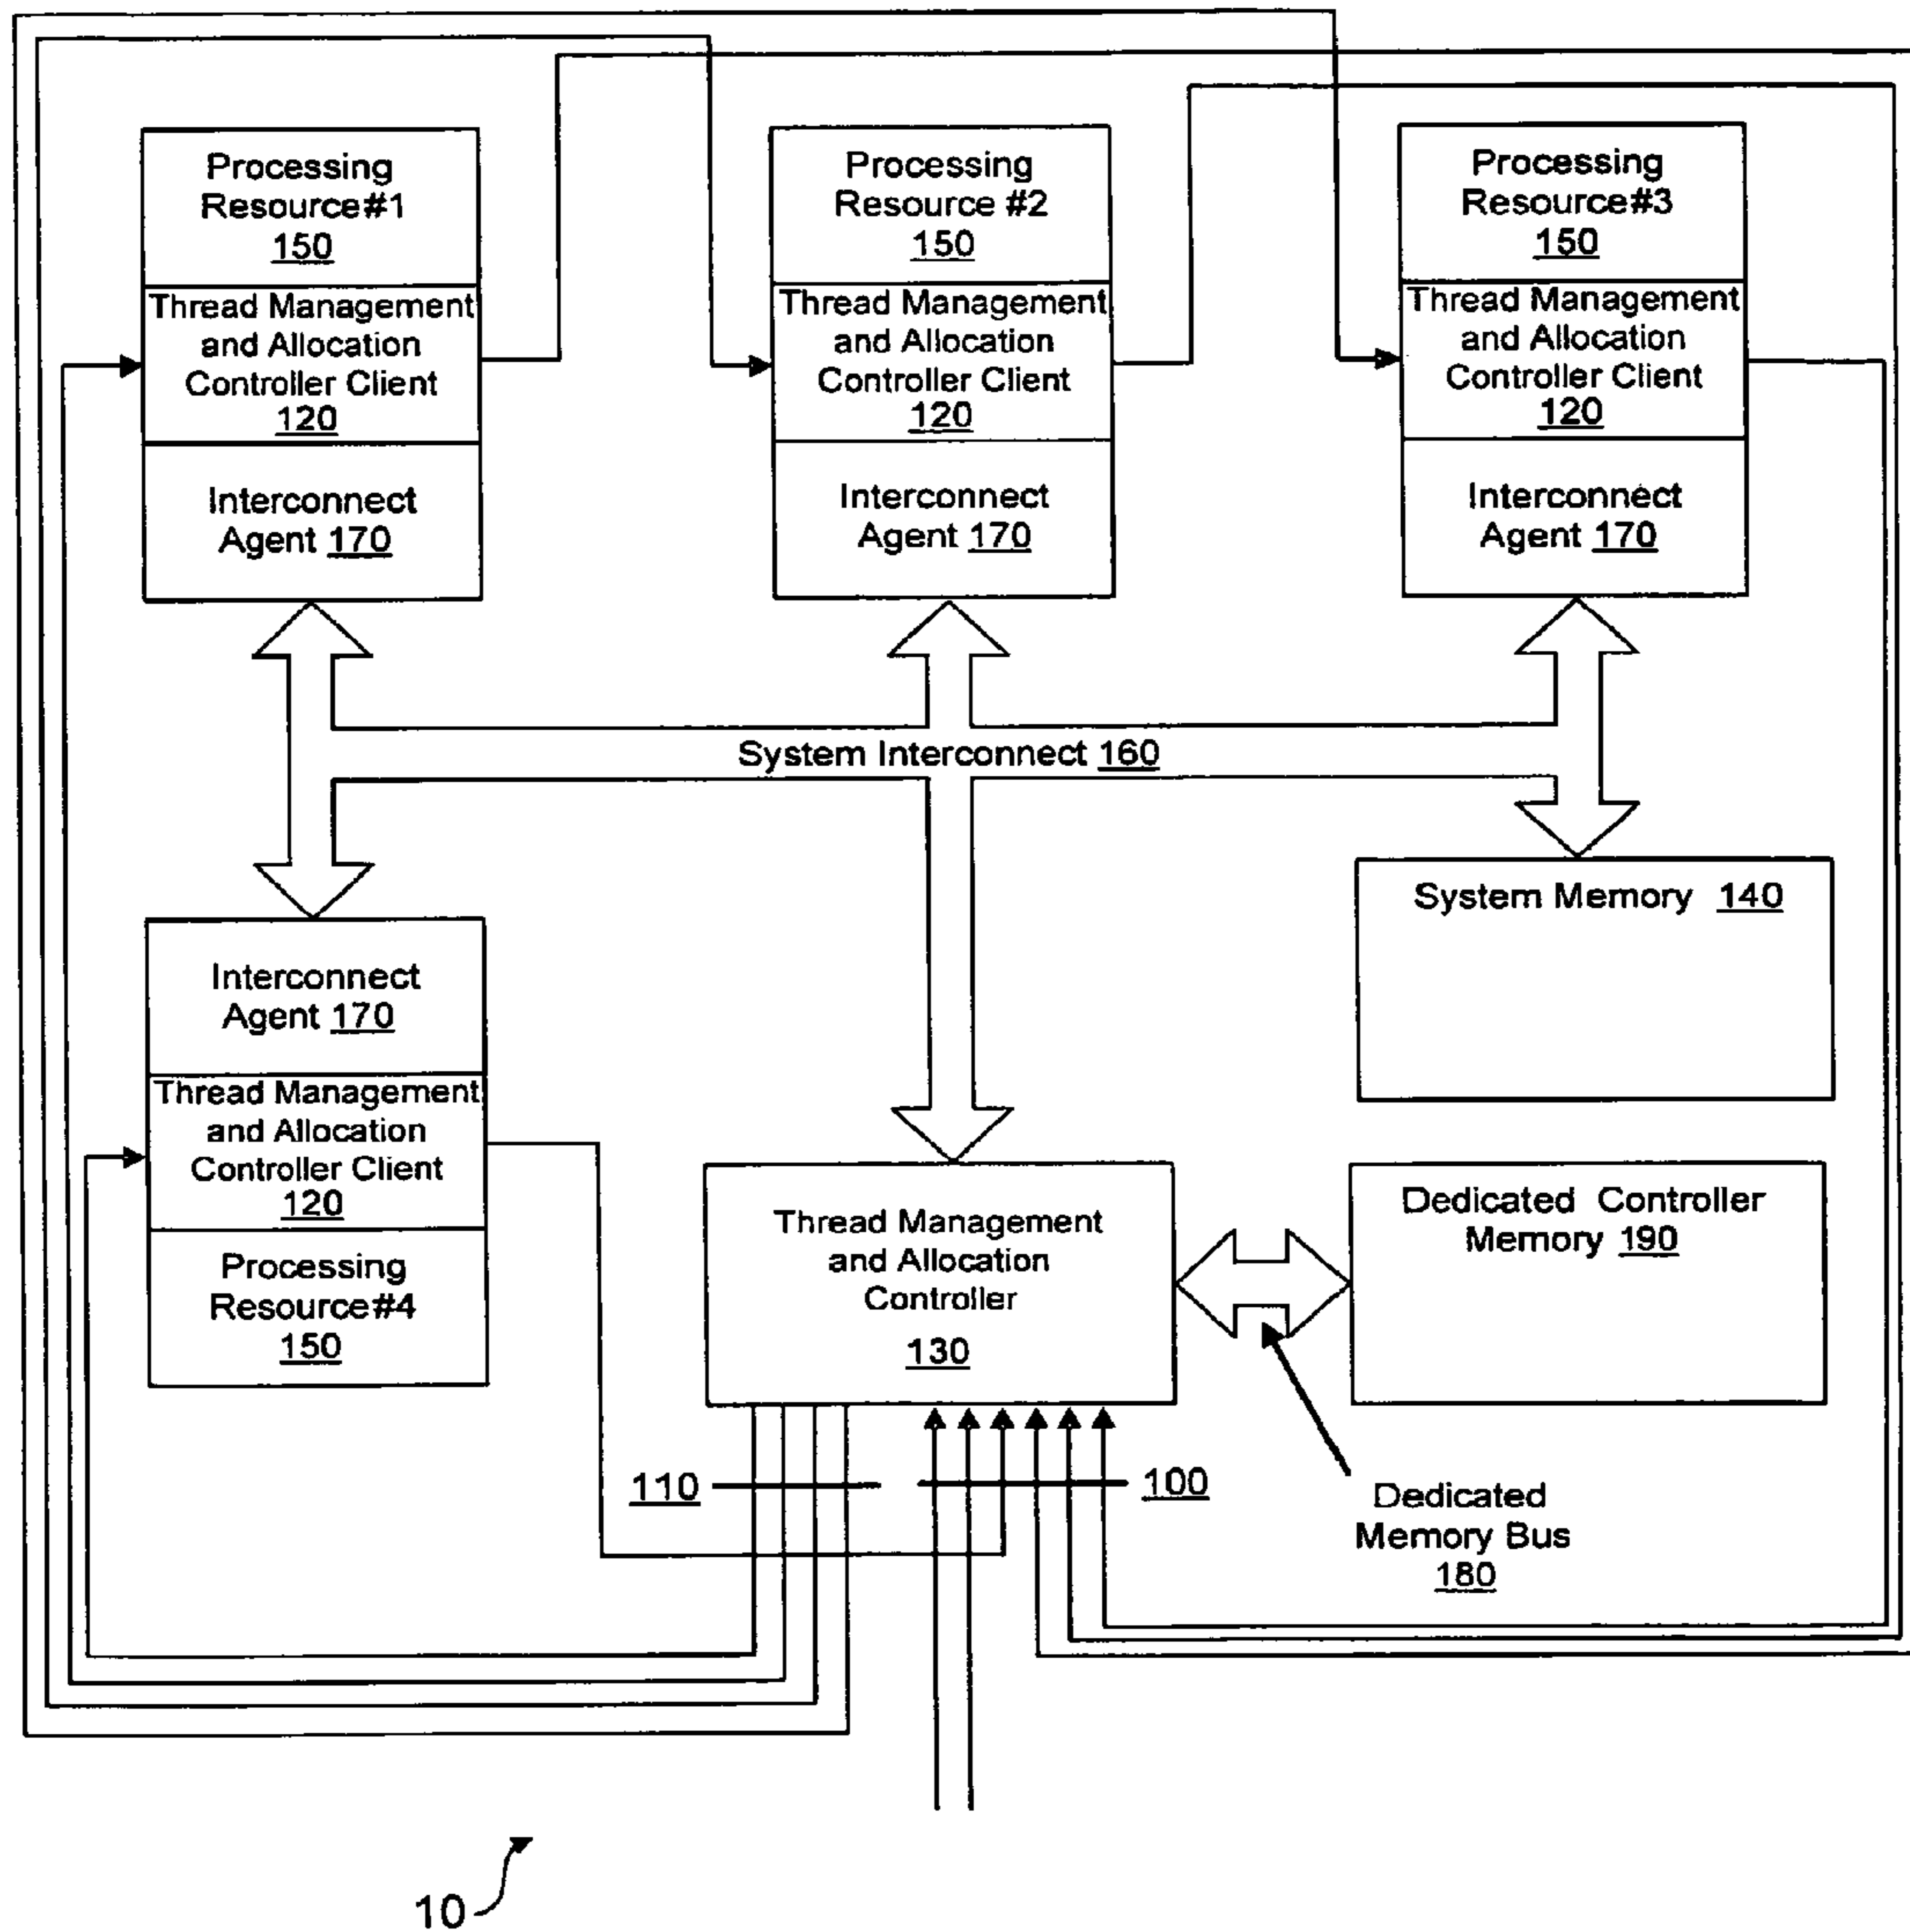 Processing
Resource#1
150
Thread Management
and Allocation
Controller Client
120
Interconnect
Agent 170
Processing
Resource #2
150
Thread Management
and Allocation
Controller Client
120
Interconnect
Agent 170
Processing
Resource#3
150
Thread Management
and Allocation
Controller Client
120
Interconnect
Agent 170
System Interconnect 160
System Memory 140
Interconnect
Agent 170
Thread Management
and Allocation
Controller Client
120
Processing
Resource#4
150
Thread Management
and Allocation
Controller
130
Dedicated Controller
Memory 190
110
100
Dedicated
Memory Bus
180
10